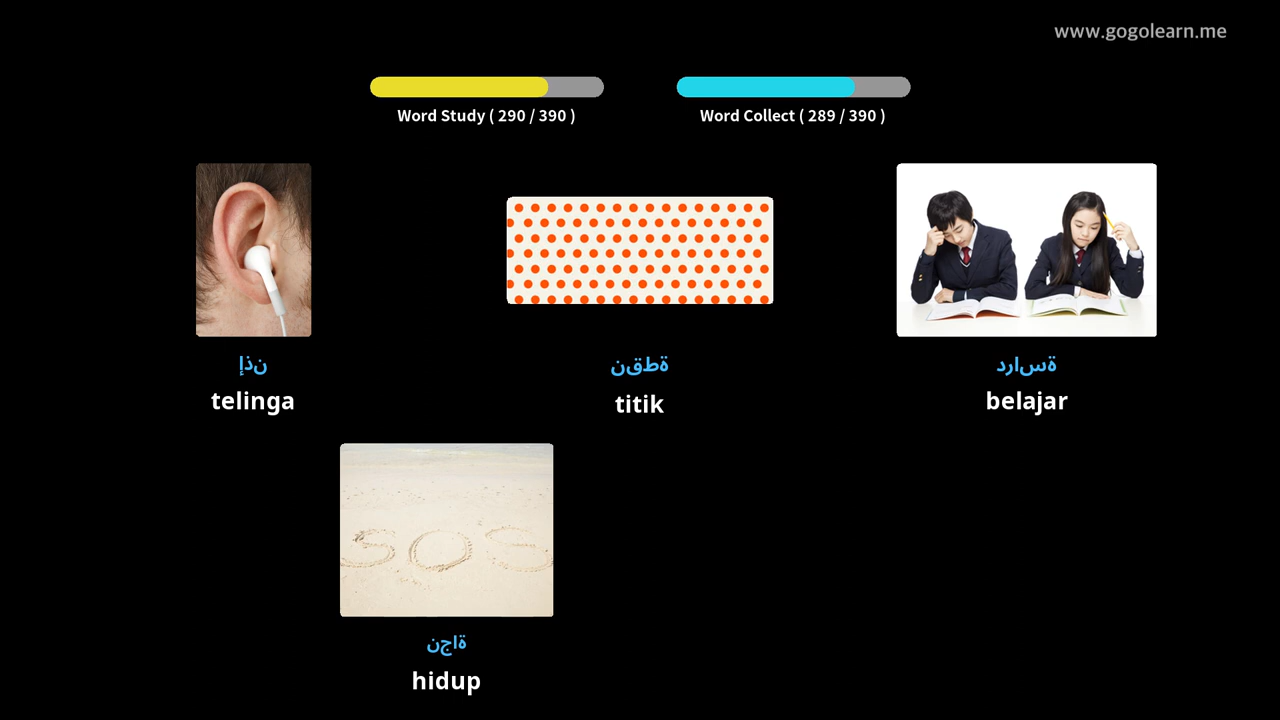 www.gogolearn.me
Word Study ( 290 / 390 )
Word Collect ( 289 / 390 )
نذإ
telinga
ةطقن
titik
ةسارد
belajar
SOS
ةاجن
hidup